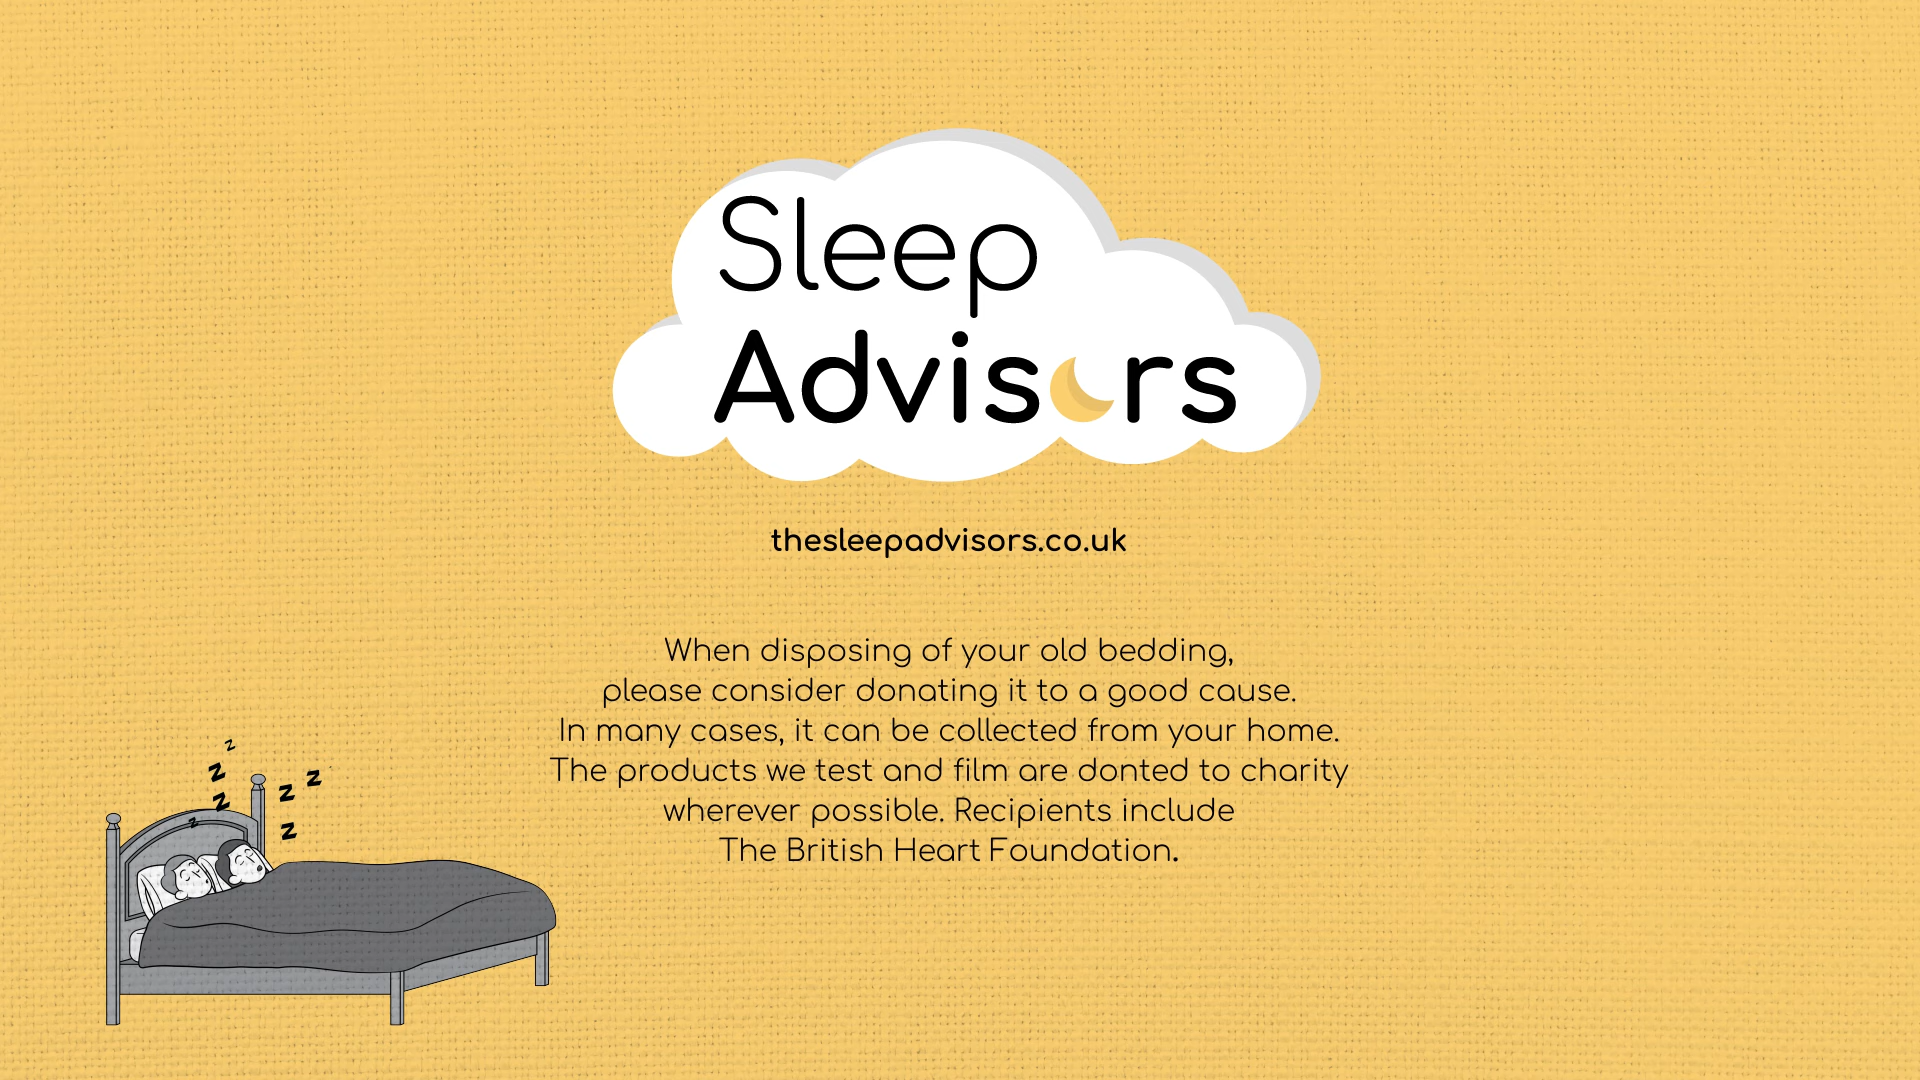 Sleep
Advisors
thesleepadvisors.co.uk
When disposing of your old bedding,
please consider donating it to a good cause.
In many cases, it can be collected from your home.
The products we test and film are donted to charity
wherever possible. Recipients include
The British Heart Foundation.
z
z
z
z
z
z
z